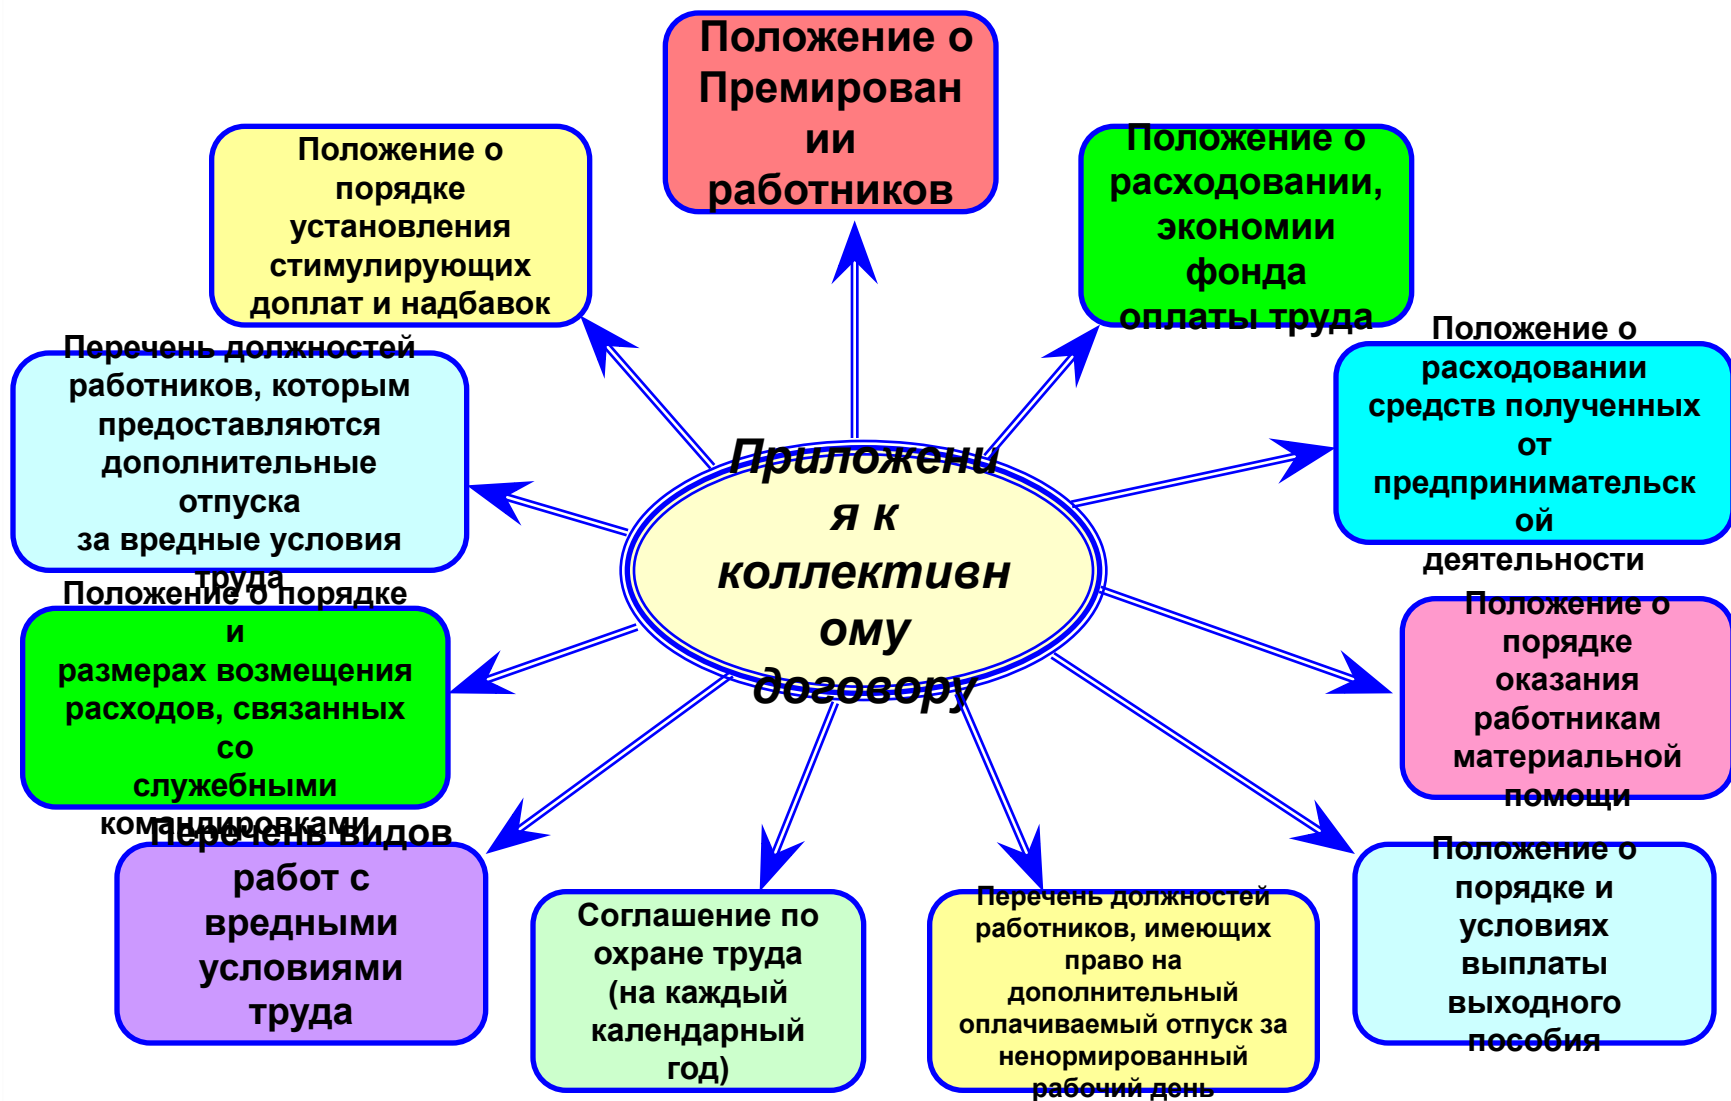 Положение о
Премирован
ии
работников
Положение о
порядке
установления
стимулирующих
доплат и надбавок
Положение о
расходовании,
экономии
фонда
оплаты труда
Перечень должностей
работников, которым
предоставляются
дополнительные
отпуска
за вредные условия
труда
Положение о
расходовании
средств полученных
от
предпринимательск
ой
деятельности
Приложени
я к
коллективн
ому
договору
Положение о порядке
и
размерах возмещения
расходов, связанных
со
служебными
командировками
Положение о
порядке
оказания
работникам
материальной
помощи
Перечень видов
работ с
вредными
условиями
труда
Соглашение по
охране труда
(на каждый
календарный
год)
Перечень должностей
работников, имеющих
право на
дополнительный
оплачиваемый отпуск за
ненормированный
рабочий день
Положение о
порядке и
условиях
выплаты
выходного
пособия